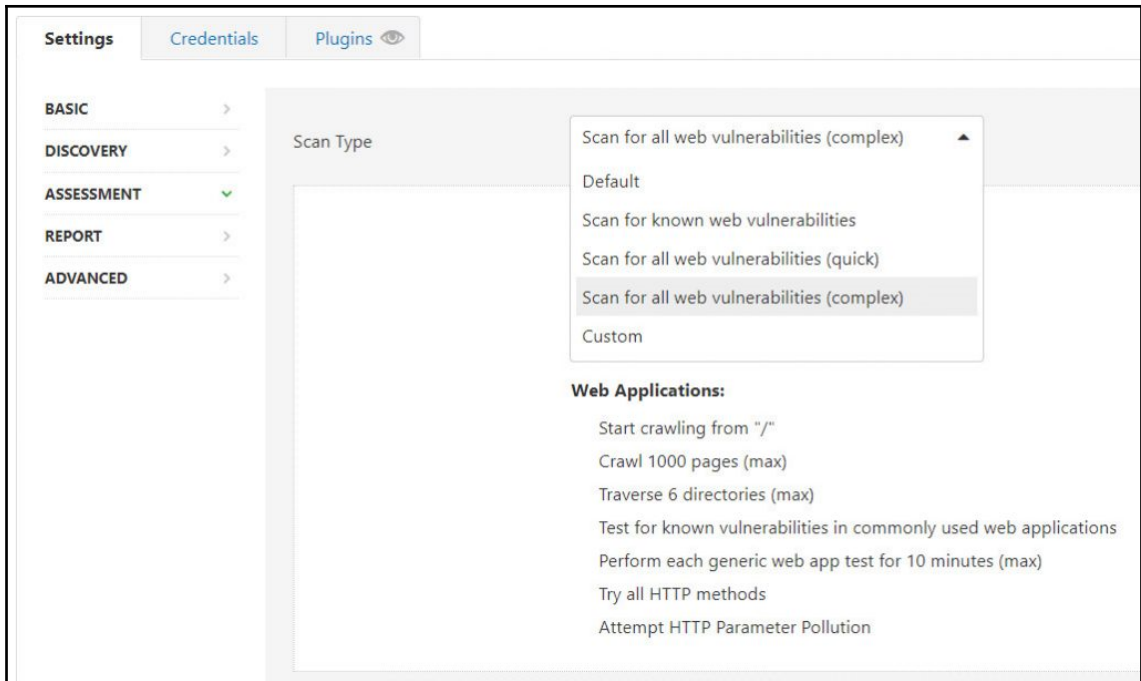 Settings
Credentials
Plugins
BASIC
DISCOVERY
ASSESSMENT
REPORT
ADVANCED
Scan Type
Scan for all web vulnerabilities (complex)
Default
Scan for known web vulnerabilities
Scan for all web vulnerabilities (quick)
Scan for all web vulnerabilities (complex)
Custom
Web Applications:
Start crawling from "/"
Crawl 1000 pages (max)
Traverse 6 directories (max)
Test for known vulnerabilities in commonly used web applications
Perform each generic web app test for 10 minutes (max)
Try all HTTP methods
Attempt HTTP Parameter Pollution